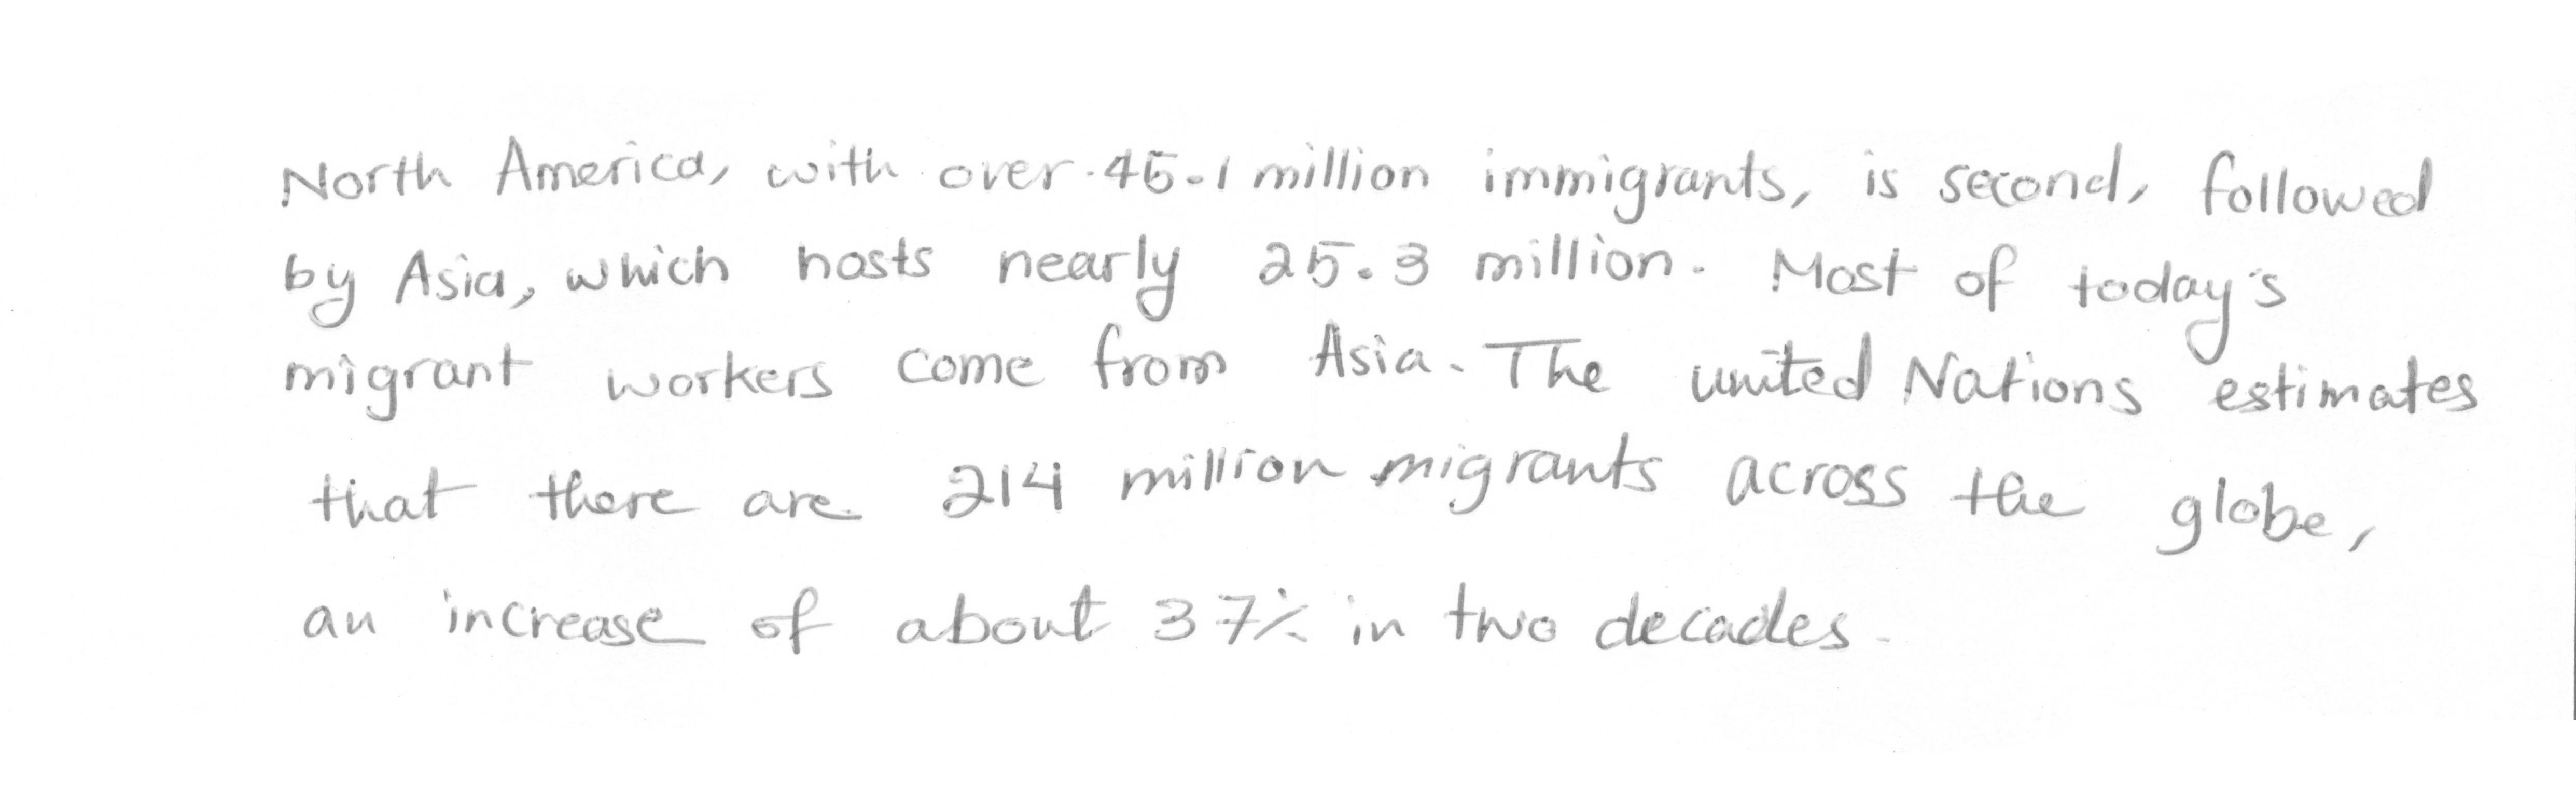 North America, with over 45.1 million immigrants, is second, followed
by Asia, which hosts nearly 25.3 million. Most of today's
migrant workers come from Asia. The united Nations estimates
that there are 214 million migrants across the globe,
an increase of about 37% in two decades.